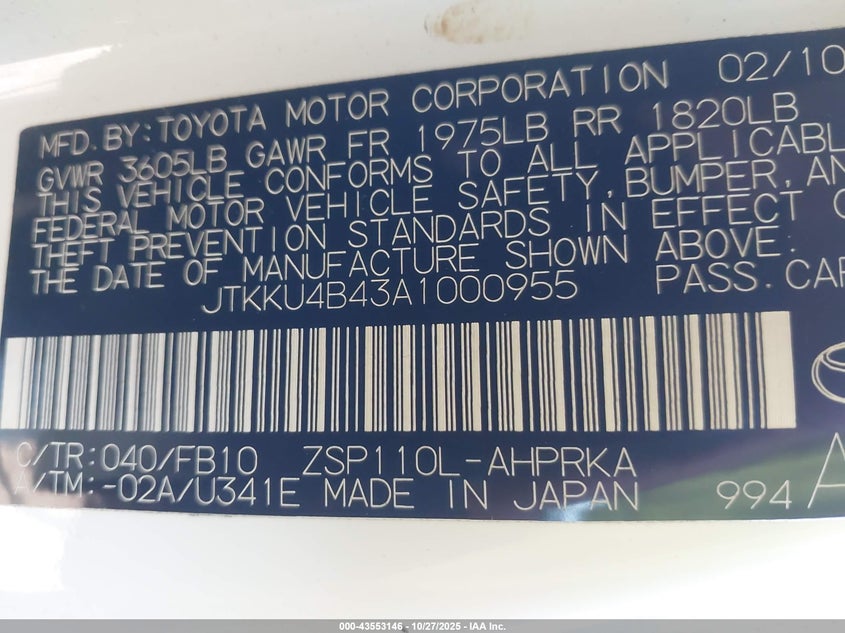 MFD. BY: TOYOTA MOTOR CORPORATION 02/10
GVWR 3605LB GAWR FR 1975LB RR 1820LB
THIS VEHICLE CONFORMS TO ALL APPLICABL
FEDERAL MOTOR VEHICLE SAFETY, BUMPER, AN
THEFT PREVENTION STANDARDS IN EFFECT O
THE DATE OF MANUFACTURE SHOWN ABOVE.
JTKKU4B43A1000955 PASS. CAR
C/TR: 040/FB10 ZSP110L-AHPRKA
A/TM: -02A/U341E MADE IN JAPAN 994 A
000-43553146 - 10/27/2025 - IAA Inc.